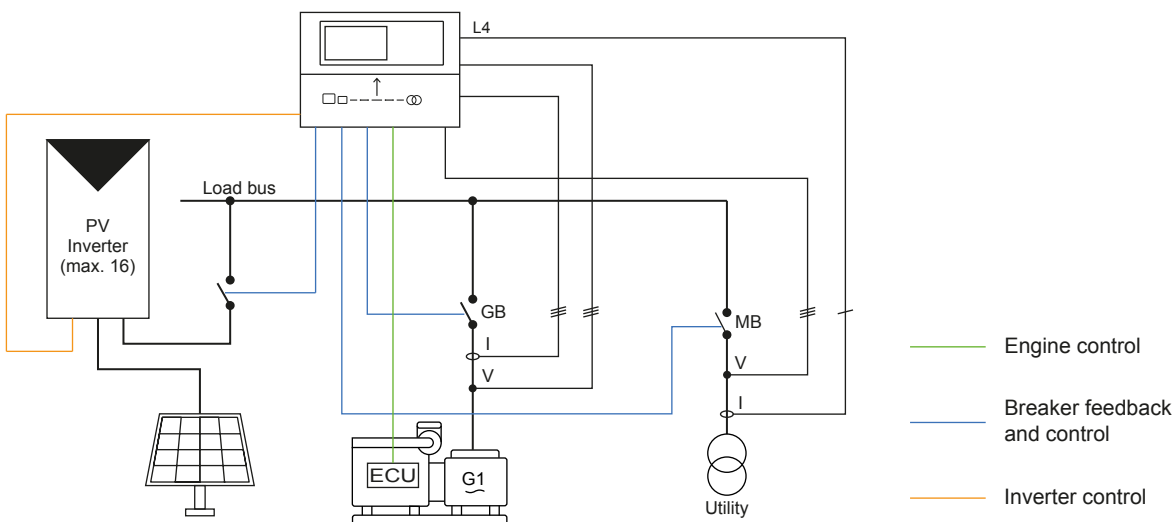 L4
Load bus
PV
Inverter
(max. 16)
GB
I
V
MB
V
I
ECU
G1
Utility
Engine control
Breaker feedback
and control
Inverter control